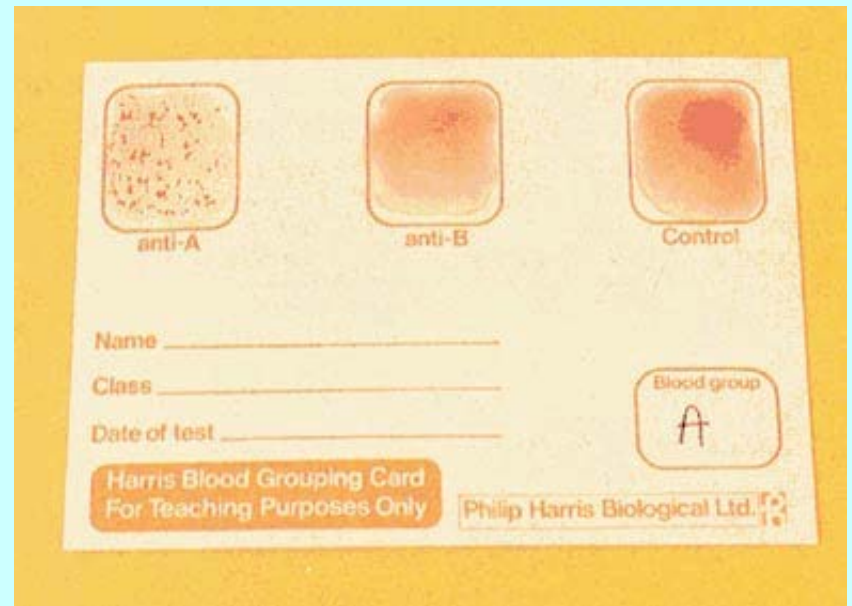 anti-A
anti-B
Control
Name
Class
Date of test
Blood group
A
Harris Blood Grouping Card
For Teaching Purposes Only
Philip Harris Biological Ltd.